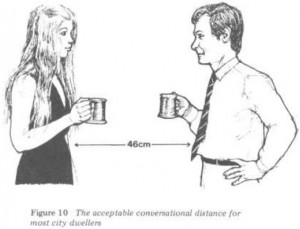 46cm
Figure 10 The acceptable conversational distance for
most city dwellers